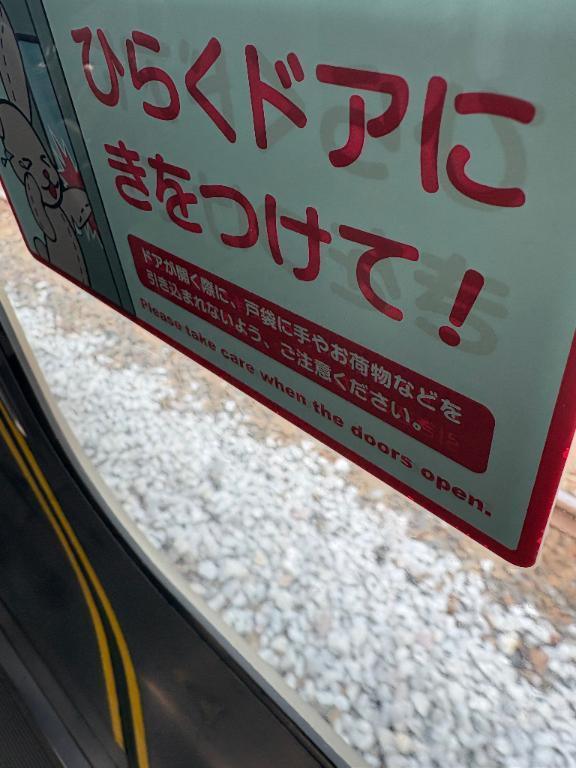 ひらくドアに
きをつけて!
ドアが開く際に、戸袋に手やお荷物などを
引き込まれないよう、ご注意ください。
Please take care when the doors open.